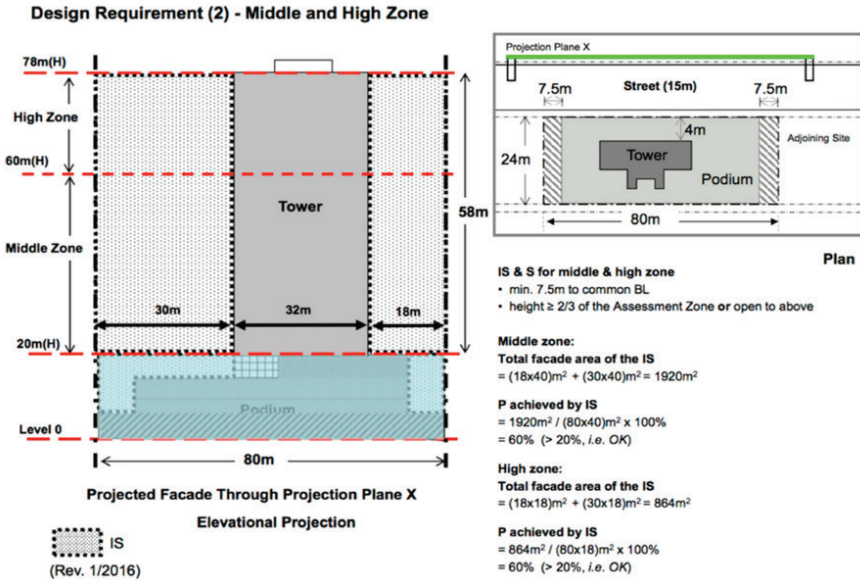 Design Requirement (2) - Middle and High Zone
78m(H)
High Zone
60m(H)
Middle Zone
20m(H)
Level 0
Tower
58m
30m
32m
18m
Podium
80m
Projected Facade Through Projection Plane X
Elevational Projection
IS
(Rev. 1/2016)
Projection Plane X
7.5m
Street (15m)
7.5m
4m
Adjoining Site
24m
Tower
Podium
80m
Plan
IS & S for middle & high zone
• min. 7.5m to common BL
• height ≥ 2/3 of the Assessment Zone or open to above
Middle zone:
Total facade area of the IS
= (18x40)m² + (30x40)m² = 1920m²
P achieved by IS
= 1920m² / (80x40)m² x 100%
= 60% (> 20%, i.e. OK)
High zone:
Total facade area of the IS
= (18x18)m² + (30x18)m² = 864m²
P achieved by IS
= 864m² / (80x18)m² x 100%
= 60% (> 20%, i.e. OK)